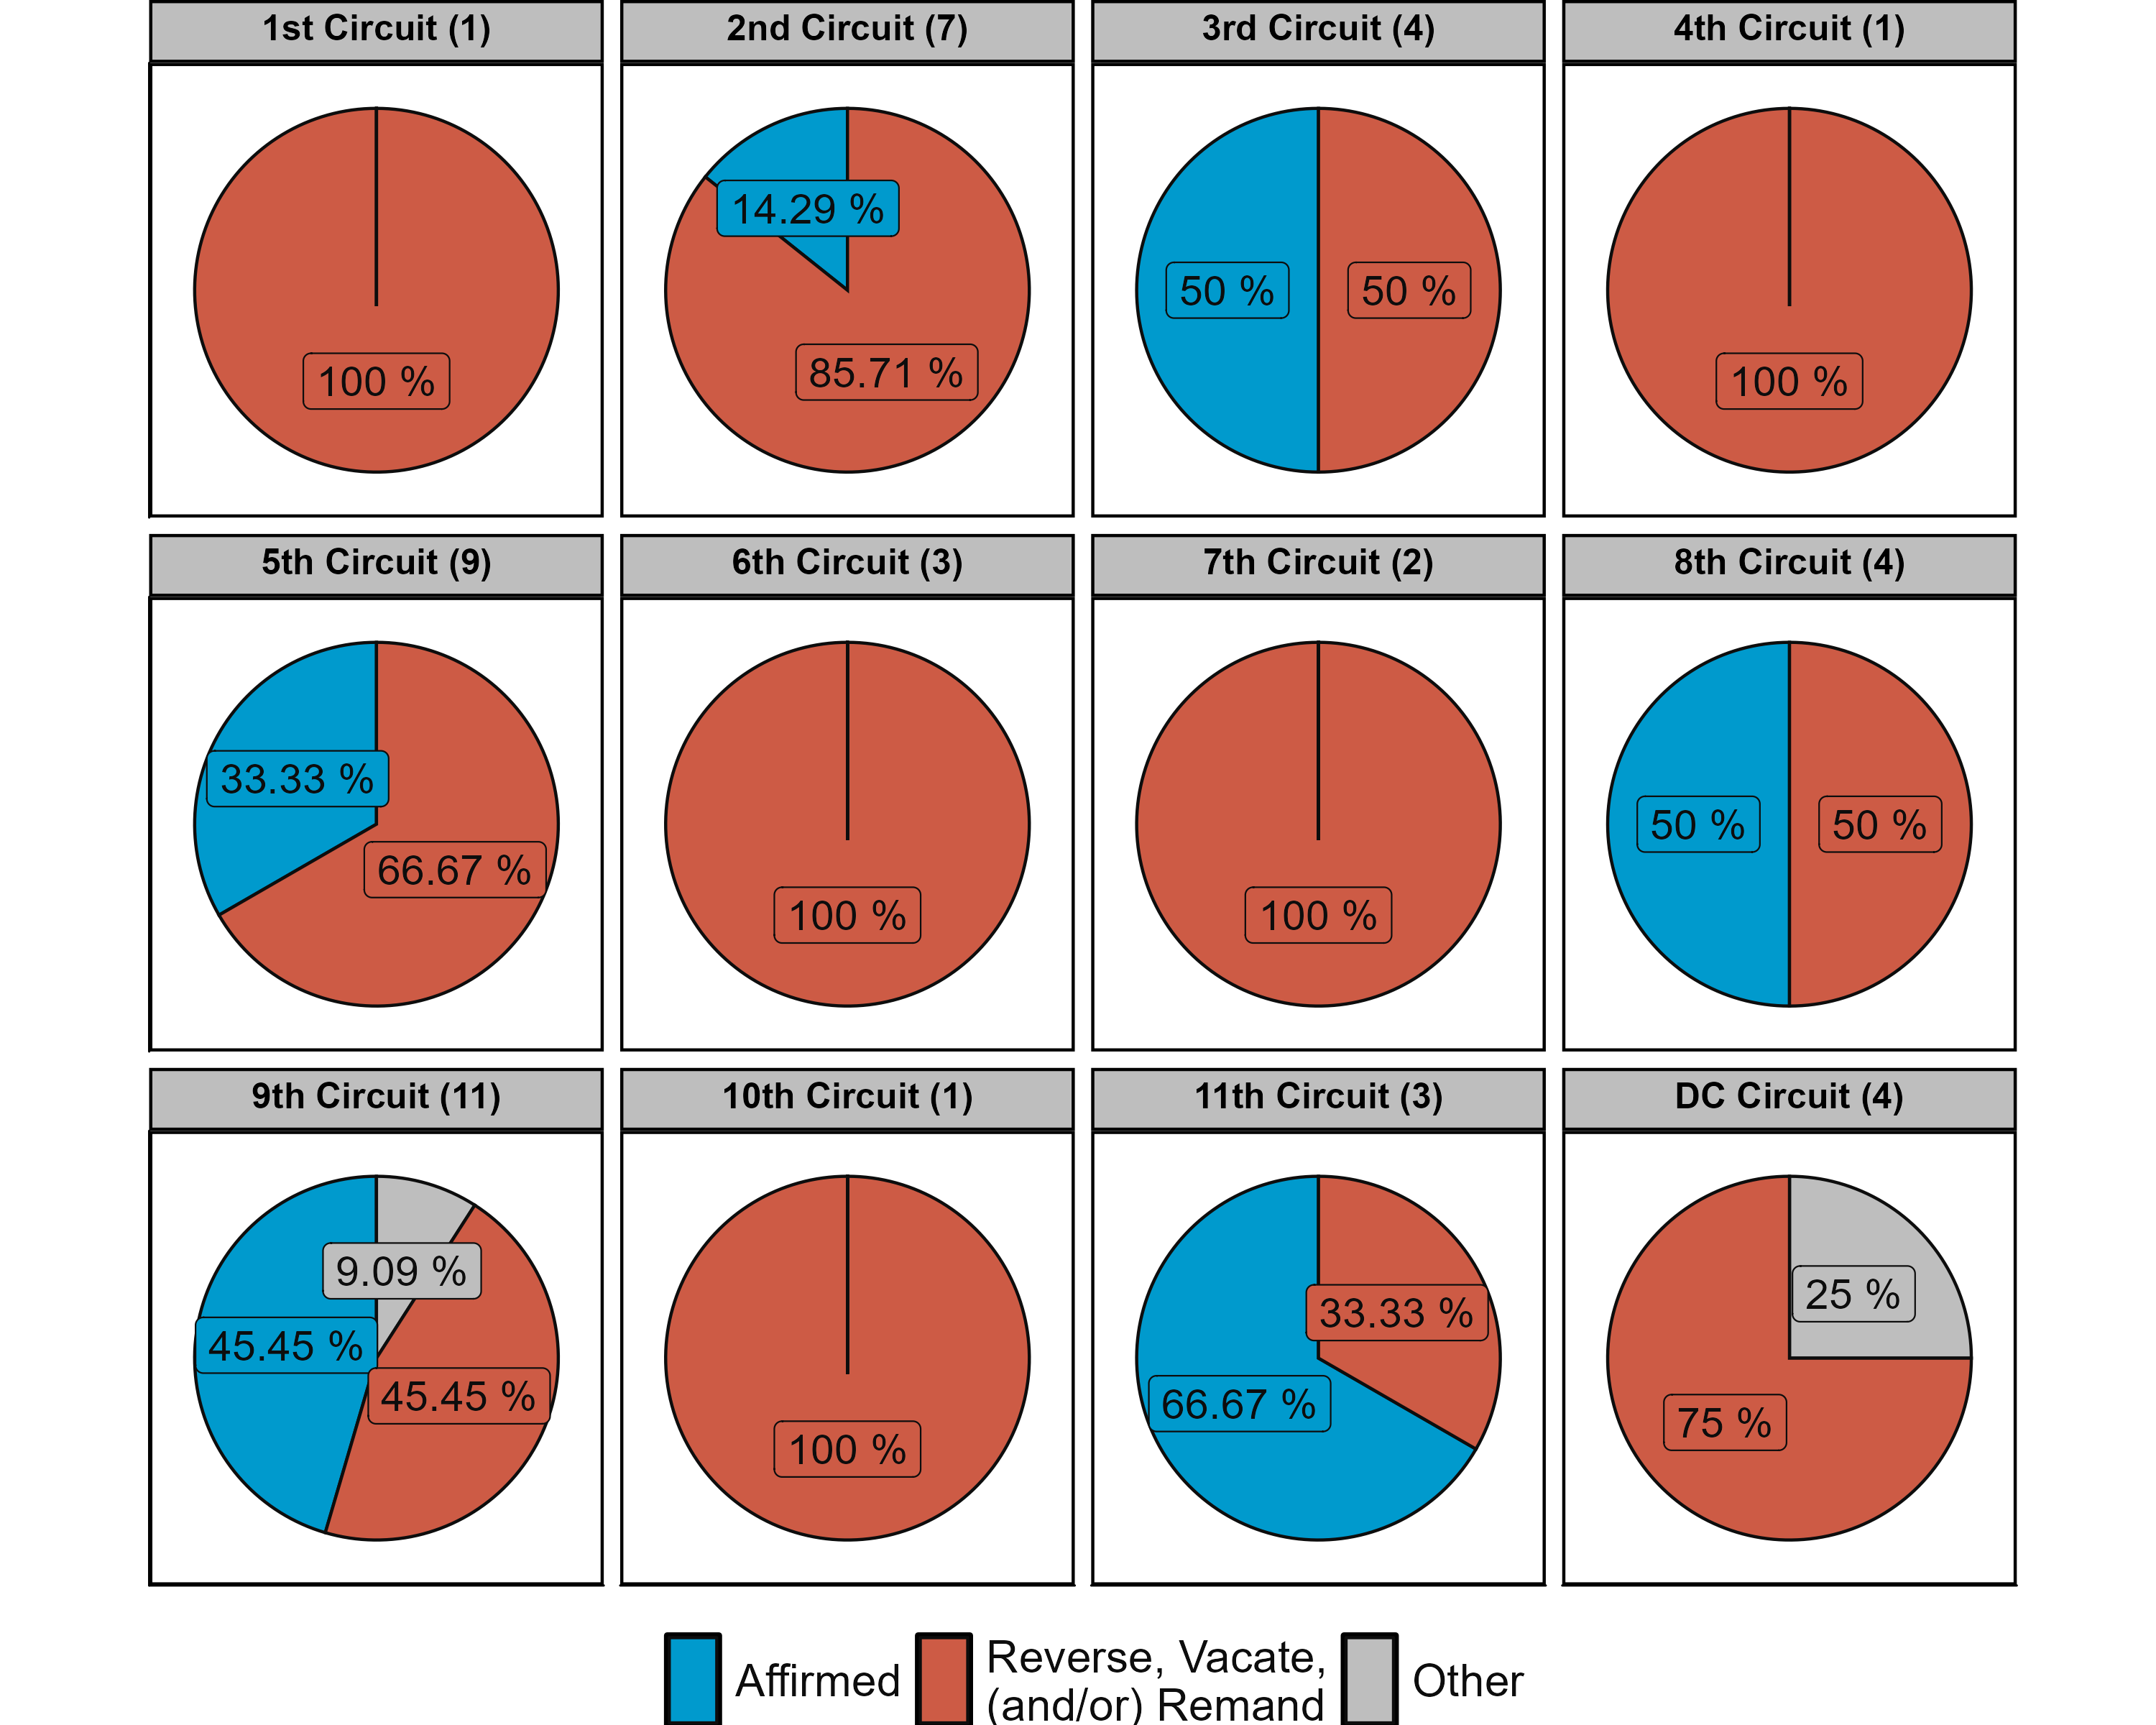 1st Circuit (1)
2nd Circuit (7)
3rd Circuit (4)
4th Circuit (1)
100 %
14.29 %
85.71 %
50 %
50 %
100 %
5th Circuit (9)
6th Circuit (3)
7th Circuit (2)
8th Circuit (4)
33.33 %
66.67 %
100 %
100 %
50 %
50 %
9th Circuit (11)
10th Circuit (1)
11th Circuit (3)
DC Circuit (4)
9.09 %
45.45 %
45.45 %
100 %
33.33 %
66.67 %
25 %
75 %
Affirmed
Reverse, Vacate,
(and/or) Remand
Other